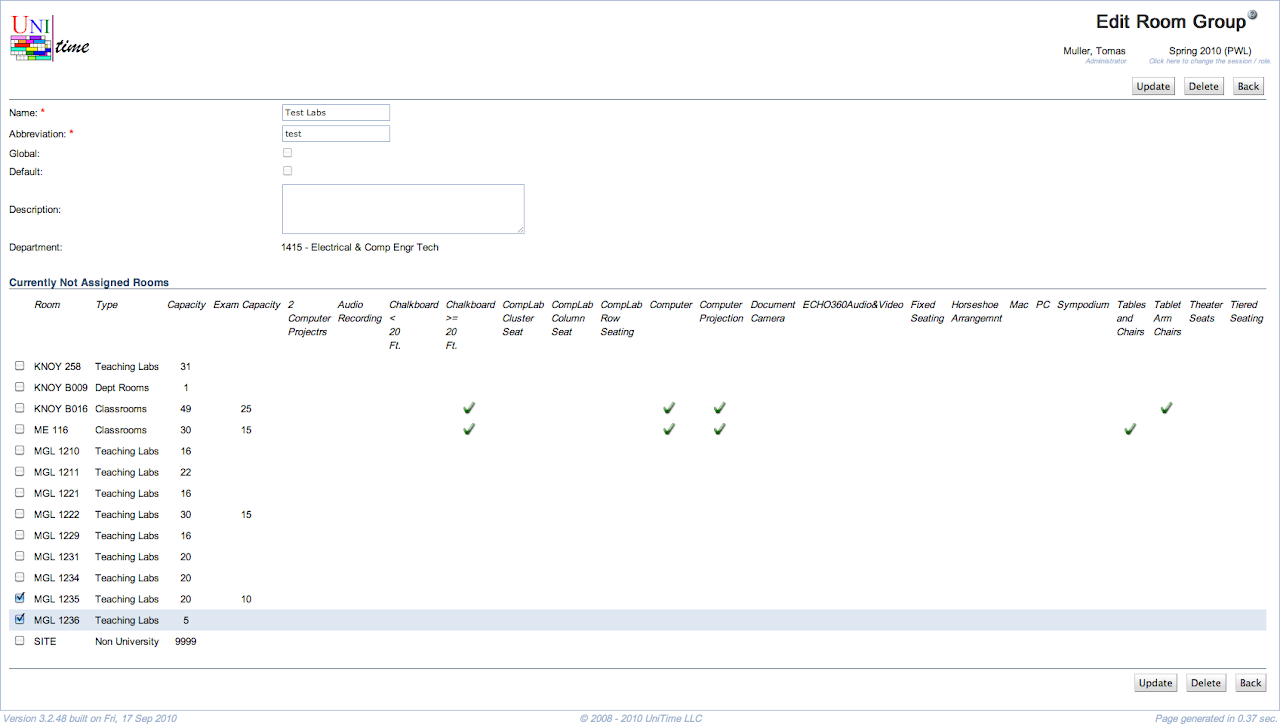 UNI
time
Edit Room Group
Muller, Tomas Spring 2010 (PWL)
Administrator Click here to change the session / role.
Update Delete Back
Name: * Test Labs
Abbreviation: * test
Global:
Default:
Description:
Department: 1415 - Electrical & Comp Engr Tech
Currently Not Assigned Rooms
Room Type Capacity Exam Capacity 2 Audio Chalkboard Chalkboard CompLab CompLab CompLab Computer Computer Document ECHO360Audio&Video Fixed Horseshoe Mac PC Sympodium Tables Tablet Theater Tiered
Computer Recording < >= Cluster Column Row Projection Camera Seating Arrangemnt and Arm Seats Seating
Projectrs 20 20 Seat Seat Seating Chairs Chairs
Ft. Ft.
KNOY 258 Teaching Labs 31
KNOY B009 Dept Rooms 1
KNOY B016 Classrooms 49 25
ME 116 Classrooms 30 15
MGL 1210 Teaching Labs 16
MGL 1211 Teaching Labs 22
MGL 1221 Teaching Labs 16
MGL 1222 Teaching Labs 30 15
MGL 1229 Teaching Labs 16
MGL 1231 Teaching Labs 20
MGL 1234 Teaching Labs 20
MGL 1235 Teaching Labs 20 10
MGL 1236 Teaching Labs 5
SITE Non University 9999
Update Delete Back
Version 3.2.48 built on Fri, 17 Sep 2010 © 2008 - 2010 UniTime LLC Page generated in 0.37 sec.